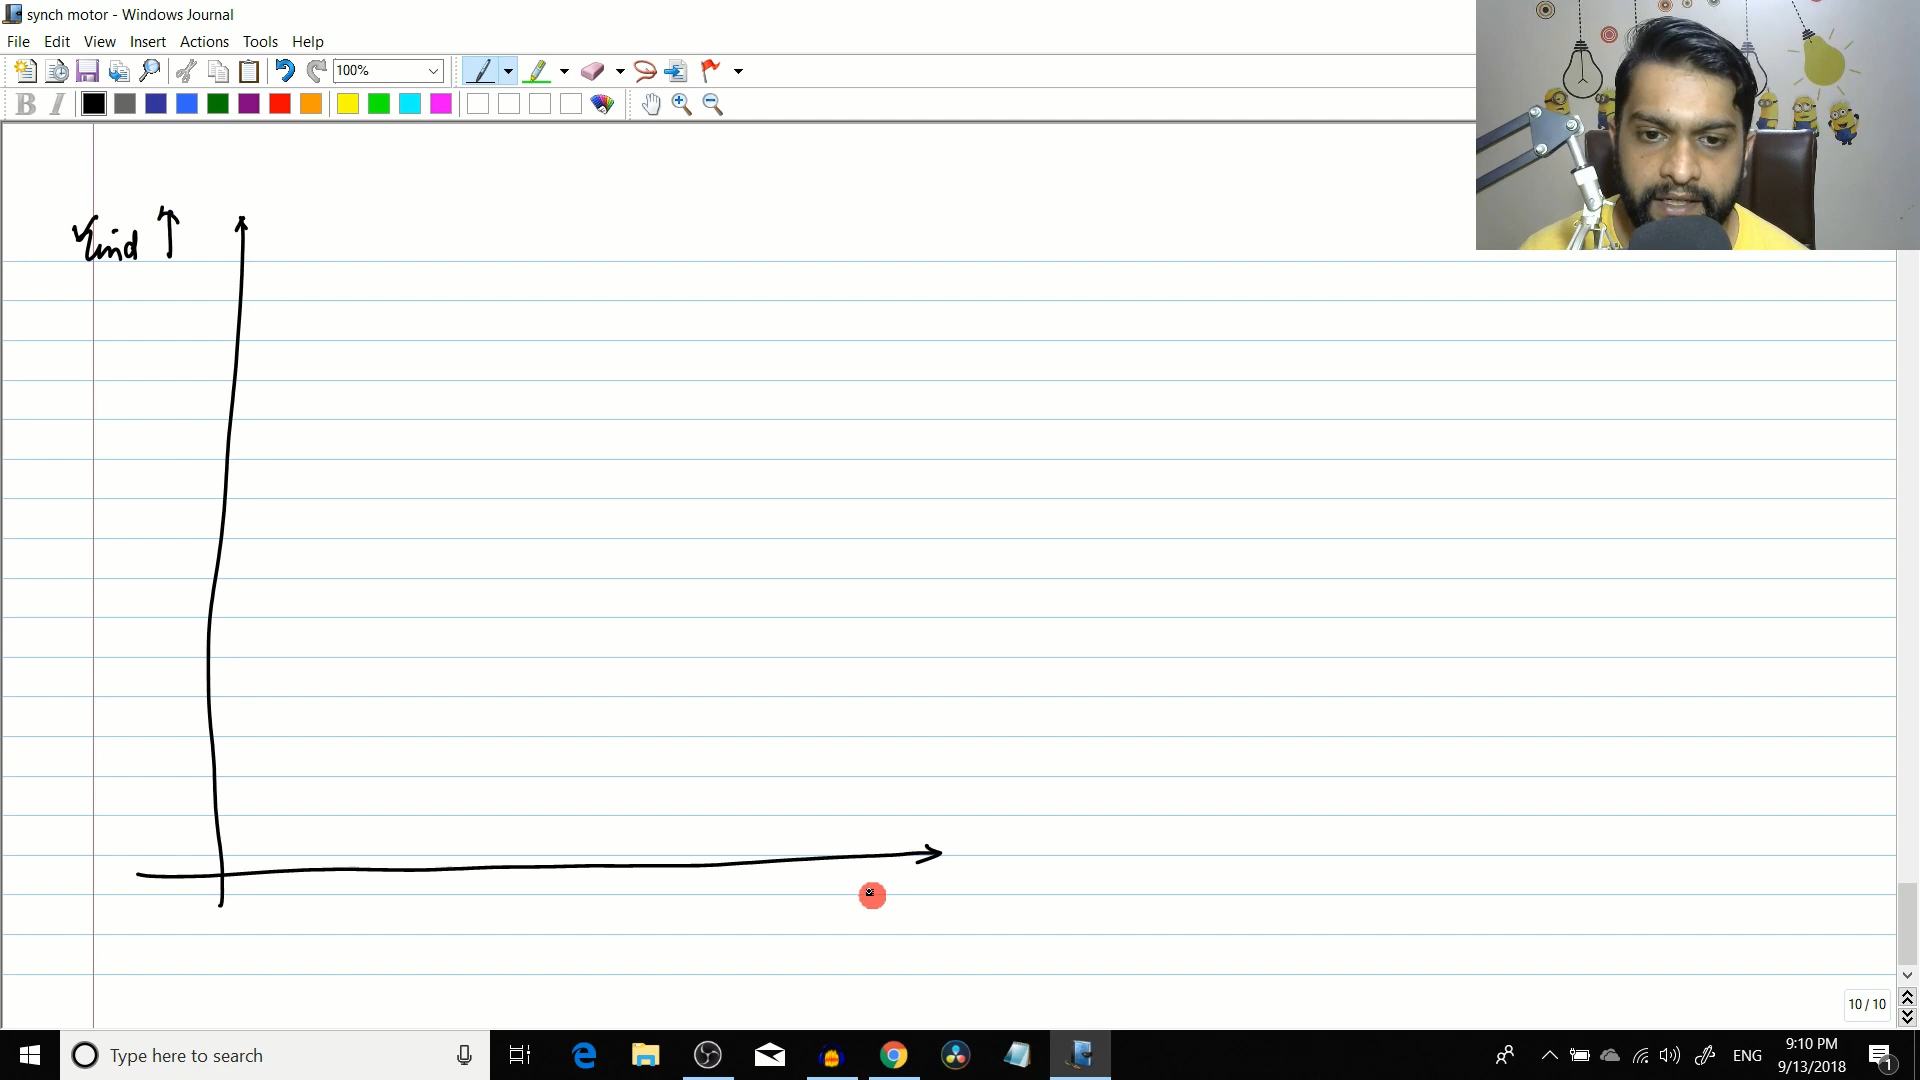 synch motor - Windows Journal
File Edit View Insert Actions Tools Help
100%
B I
10 / 10
Type here to search
ENG
9:10 PM
9/13/2018
1